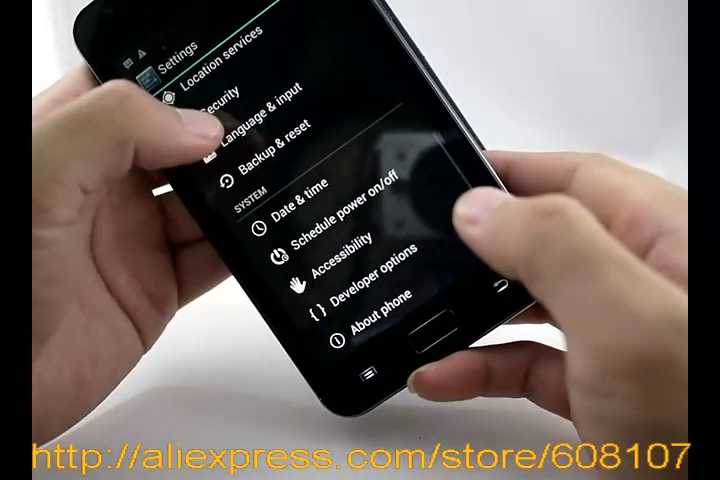 Settings
Location services
Security
Language & input
Backup & reset
SYSTEM
Date & time
Schedule power on/off
Accessibility
Developer options
About phone
http://aliexpress.com/store/608107